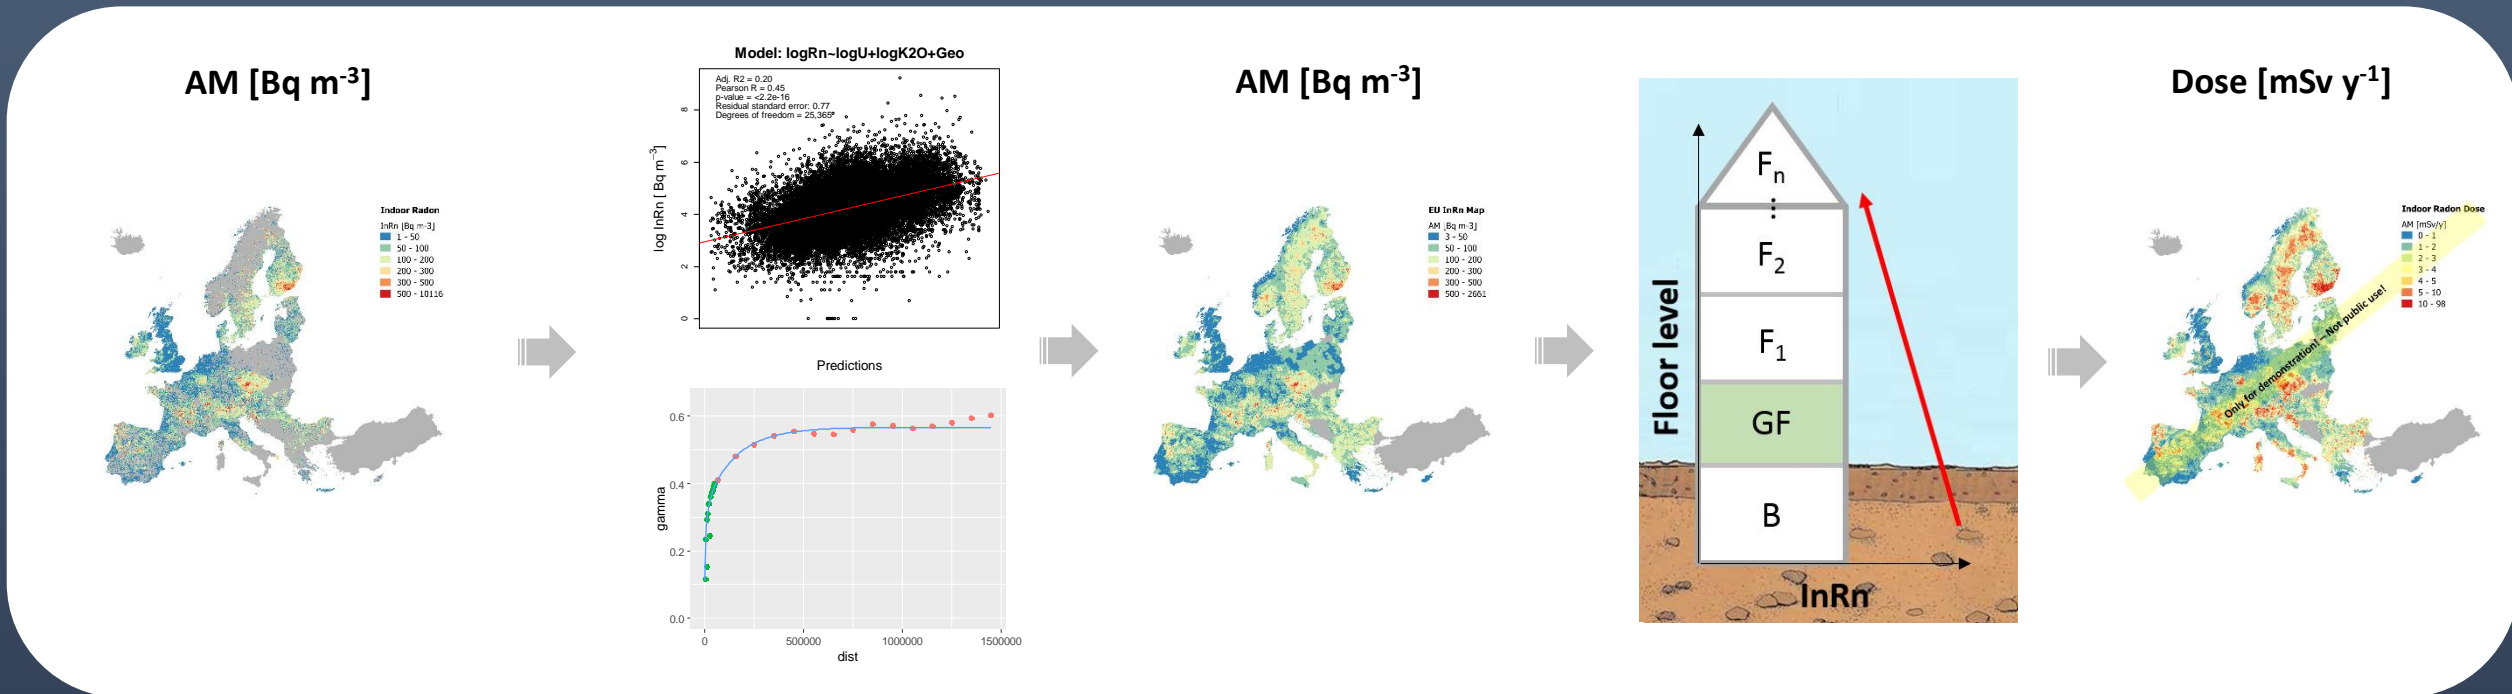 AM [Bq m-3]
Indoor Radon
InRn [Bq m-3]
1 - 50
50 - 100
100 - 200
200 - 300
300 - 500
500 - 10116
Model: logRn~logU+logK2O+Geo
Adj. R2 = 0.20
Pearson R = 0.45
p-value = <2.2e-16
Residual standard error: 0.77
Degrees of freedom = 25,365
log InRn [ Bq m−3]
8
6
4
2
0
Predictions
gamma
0.6
0.4
0.2
0.0
0
500000
1000000
1500000
dist
AM [Bq m-3]
EU InRn Map
AM [Bq m-3]
3 - 50
50 - 100
100 - 200
200 - 300
300 - 500
500 - 2661
Floor level
Fn
F2
F1
GF
B
InRn
Dose [mSv y-1]
Indoor Radon Dose
AM [mSv/y]
0 - 1
1 - 2
2 - 3
3 - 4
4 - 5
5 - 10
10 - 98
Only for demonstration! – Not public use!